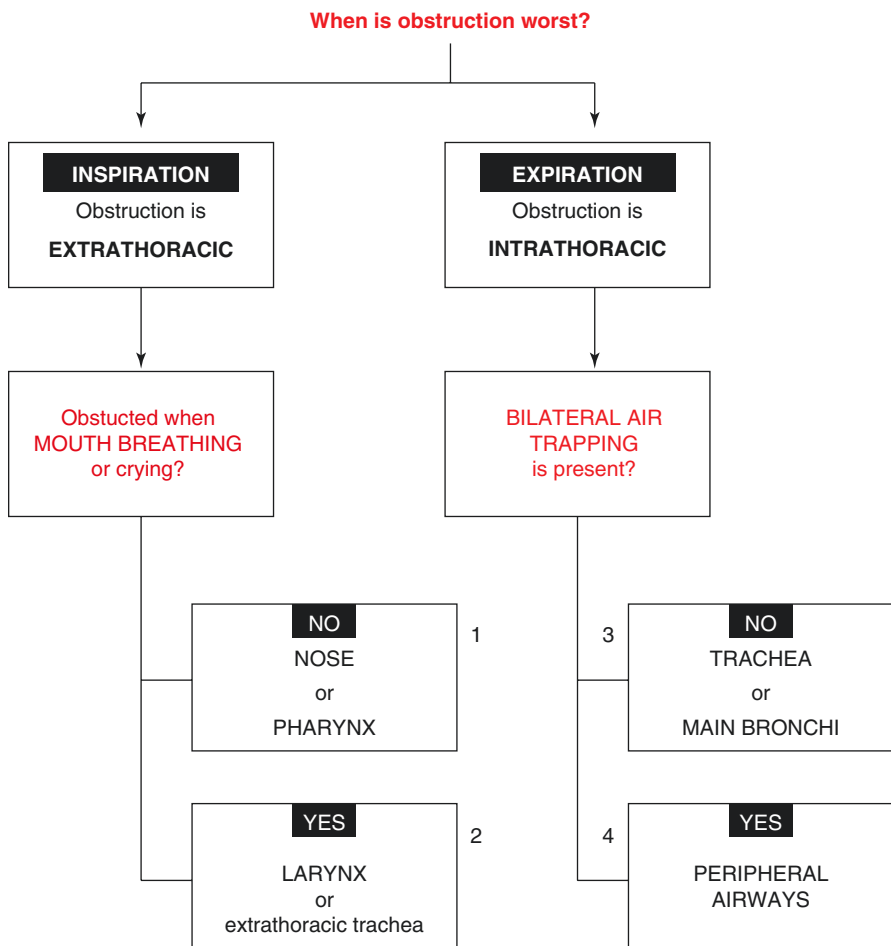 When is obstruction worst?
INSPIRATION
Obstruction is
EXTRATHORACIC
EXPIRATION
Obstruction is
INTRATHORACIC
Obstucted when
MOUTH BREATHING
or crying?
BILATERAL AIR
TRAPPING
is present?
NO
NOSE
or
PHARYNX
1
3
NO
TRACHEA
or
MAIN BRONCHI
YES
LARYNX
or
extrathoracic trachea
2
4
YES
PERIPHERAL
AIRWAYS